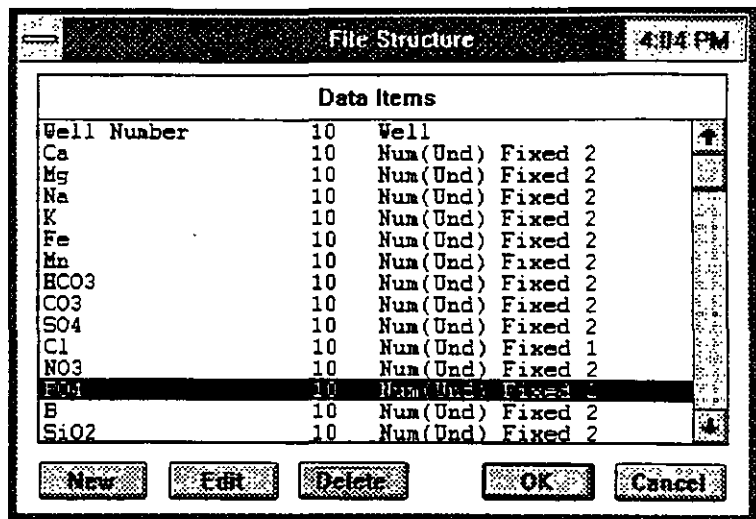 File Structure 4:04 PM
Data Items
Well Number 10 Well
Ca 10 Num(Und) Fixed 2
Mg 10 Num(Und) Fixed 2
Na 10 Num(Und) Fixed 2
K 10 Num(Und) Fixed 2
Fe 10 Num(Und) Fixed 2
Mn 10 Num(Und) Fixed 2
HCO3 10 Num(Und) Fixed 2
CO3 10 Num(Und) Fixed 2
SO4 10 Num(Und) Fixed 2
Cl 10 Num(Und) Fixed 1
NO3 10 Num(Und) Fixed 2
PO4 10 Num(Und) Fixed
B 10 Num(Und) Fixed 2
SiO2 10 Num(Und) Fixed 2
New Edit Delete OK Cancel